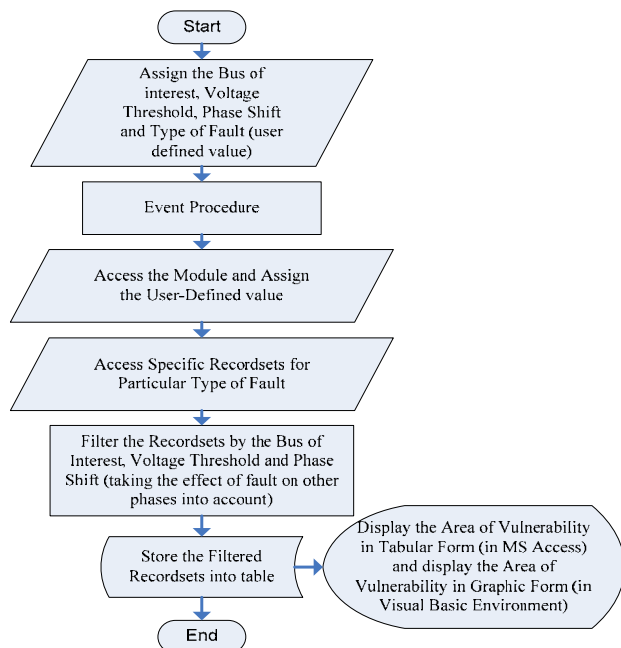 Start
Assign the Bus of
interest, Voltage
Threshold, Phase Shift
and Type of Fault (user
defined value)
Event Procedure
Access the Module and Assign
the User-Defined value
Access Specific Recordsets for
Particular Type of Fault
Filter the Recordsets by the Bus of
Interest, Voltage Threshold and Phase
Shift (taking the effect of fault on other
phases into account)
Store the Filtered
Recordsets into table
Display the Area of Vulnerability
in Tabular Form (in MS Access)
and display the Area of
Vulnerability in Graphic Form (in
Visual Basic Environment)
End